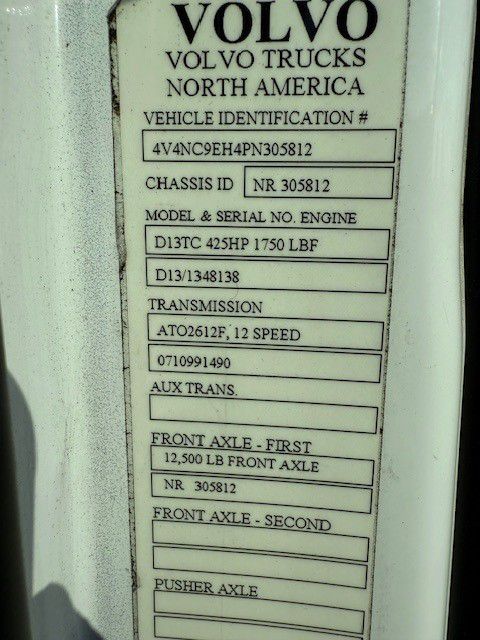 VOLVO
VOLVO TRUCKS
NORTH AMERICA
VEHICLE IDENTIFICATION #
4V4NC9EH4PN305812
CHASSIS ID NR 305812
MODEL & SERIAL NO. ENGINE
D13TC 425HP 1750 LBF
D13/1348138
TRANSMISSION
ATO2612F, 12 SPEED
0710991490
AUX TRANS.
FRONT AXLE - FIRST
12,500 LB FRONT AXLE
NR 305812
FRONT AXLE - SECOND
PUSHER AXLE